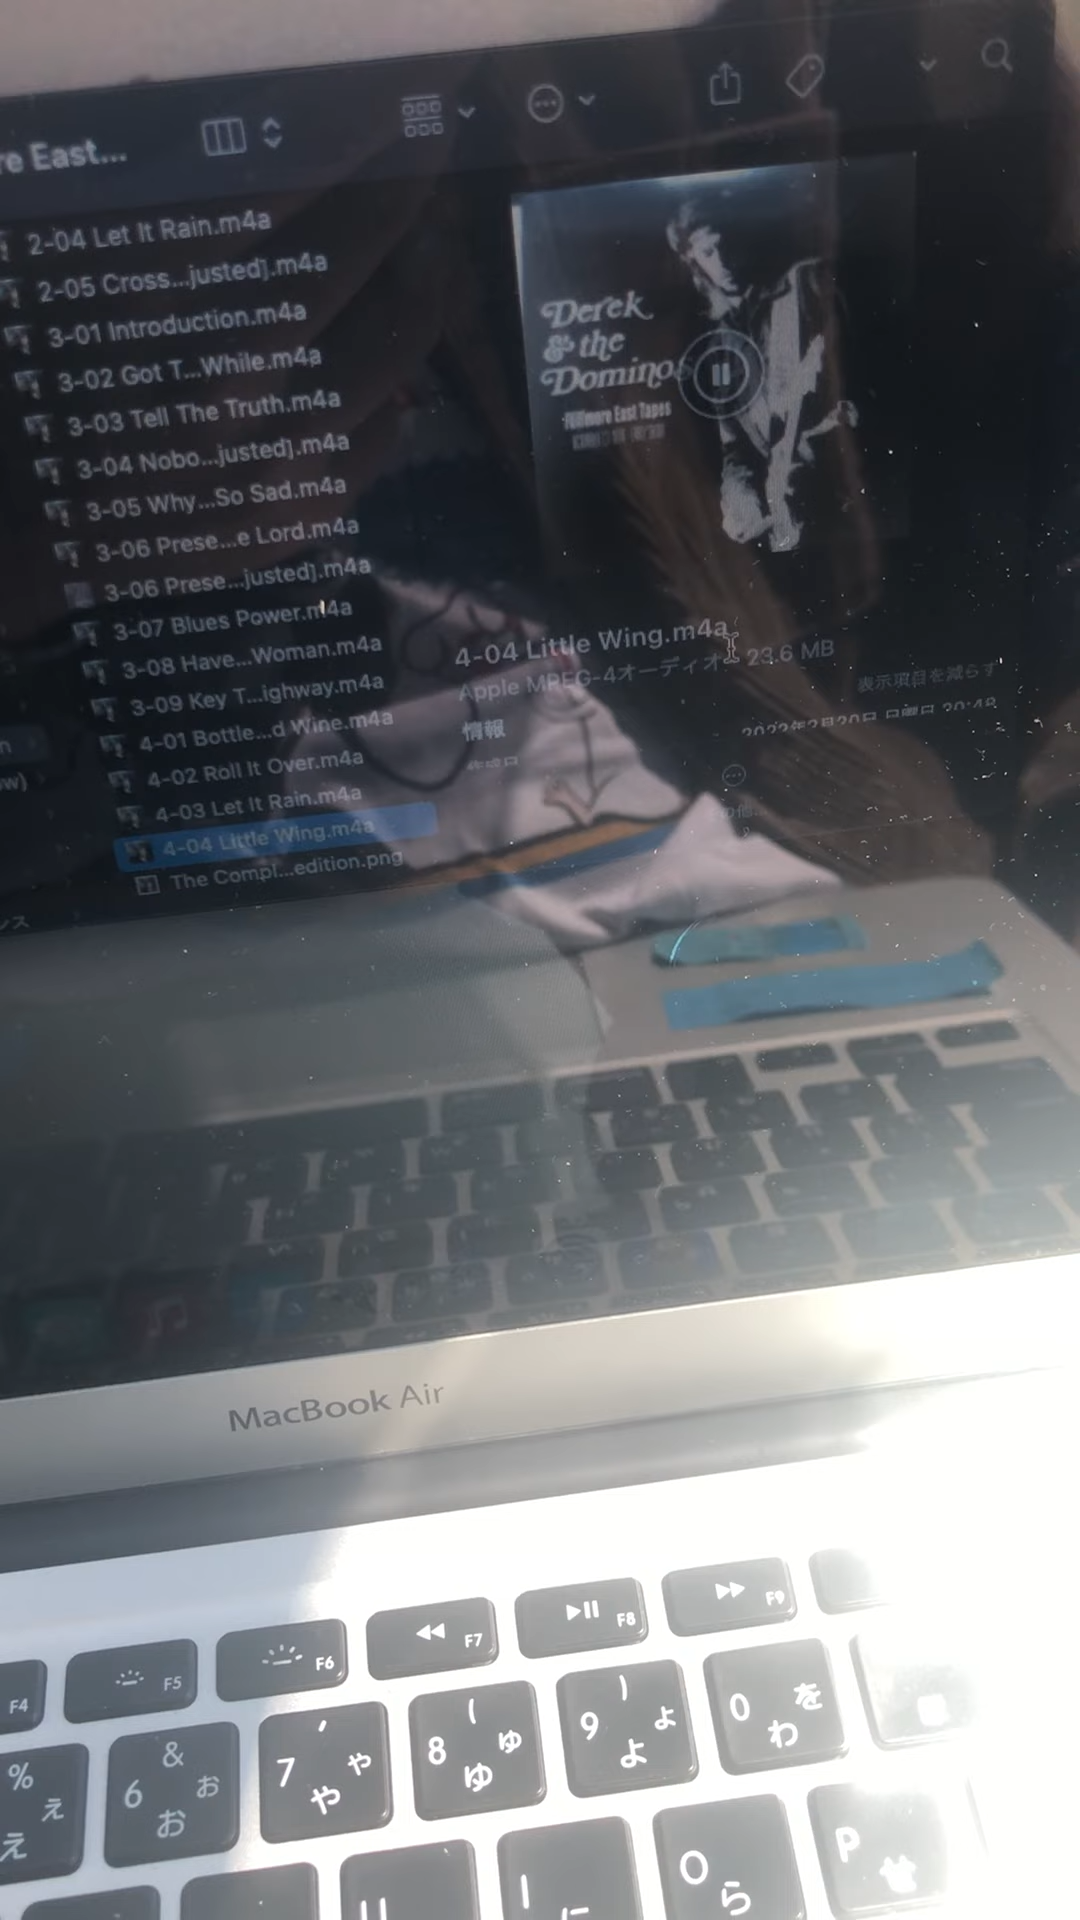 re East...
2-04 Let It Rain.m4a
2-05 Cross...justed].m4a
3-01 Introduction.m4a
3-02 Got T...While.m4a
3-03 Tell The Truth.m4a
3-04 Nobo...justed].m4a
3-05 Why...So Sad.m4a
3-06 Prese...e Lord.m4a
3-06 Prese...justed].m4a
3-07 Blues Power.m4a
3-08 Have...Woman.m4a
3-09 Key T...ighway.m4a
4-01 Bottle...d Wine.m4a
4-02 Roll It Over.m4a
4-03 Let It Rain.m4a
4-04 Little Wing.m4a
The Compl...edition.png
Derek
& the
Dominos
Fillmore East Tapes
4-04 Little Wing.m4a
Apple MPEG-4オーディオ - 23.6 MB
情報
表示項目を減らす
MacBook Air
F4
F5
F6
F7
F8
F9
% え え
& 6 お お
' 7 や や
( 8 ゆ ゆ
) 9 よ よ
0 を わ
O ら
P せ